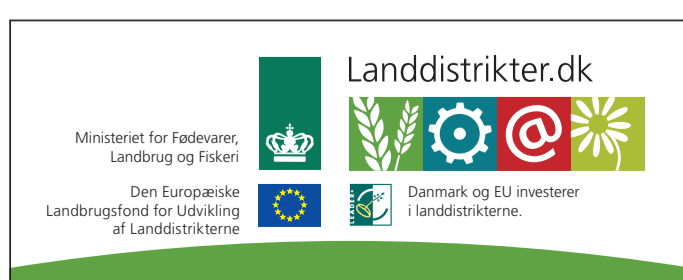 Landdistrikter.dk
@
Ministeriet for Fødevarer,
Landbrug og Fiskeri
Den Europæiske
Landbrugsfond for Udvikling
af Landdistrikterne
LEADER+
Danmark og EU investerer
i landdistrikterne.